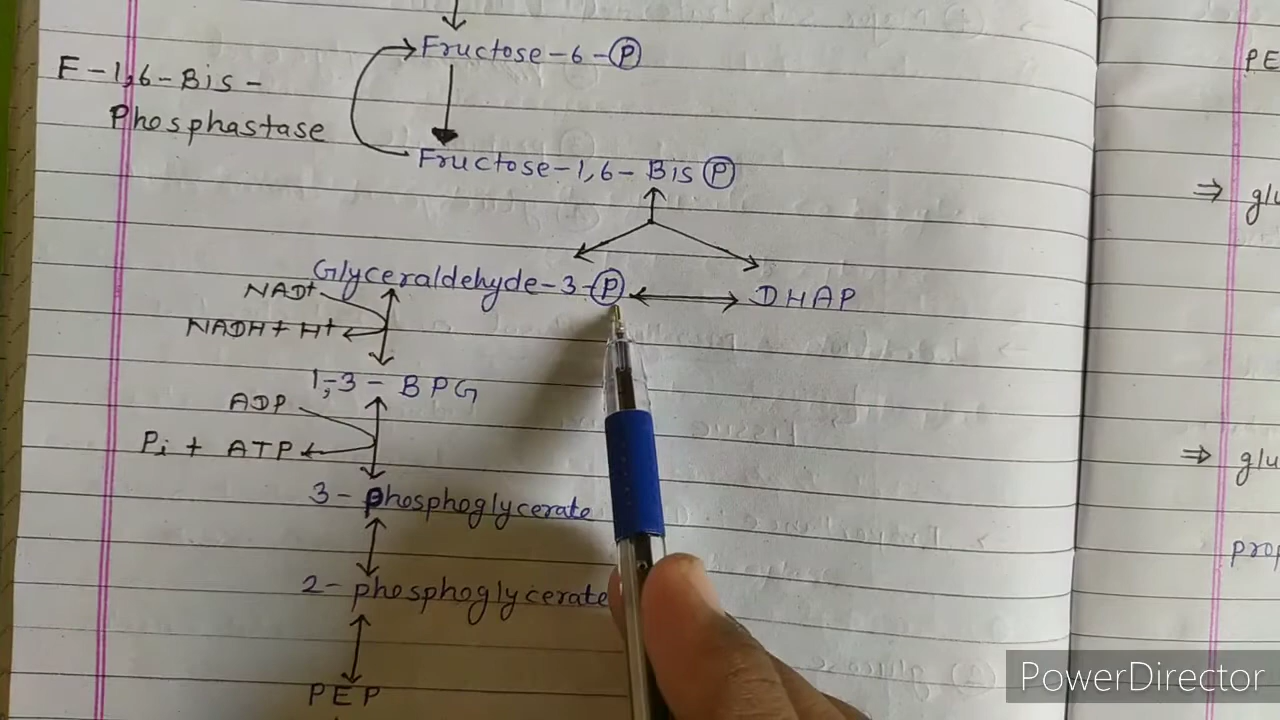 Fructose-6-P
F-1,6-Bis-
Phosphastase
Fructose-1,6-Bis P
Glyceraldehyde-3-P
DHAP
NAD+
NADH+H+
1,-3-BPG
ADP
Pi + ATP
3-phosphoglycerate
2-phosphoglycerate
PEP
PE
⇒ glu
⇒ glu
prop
PowerDirector